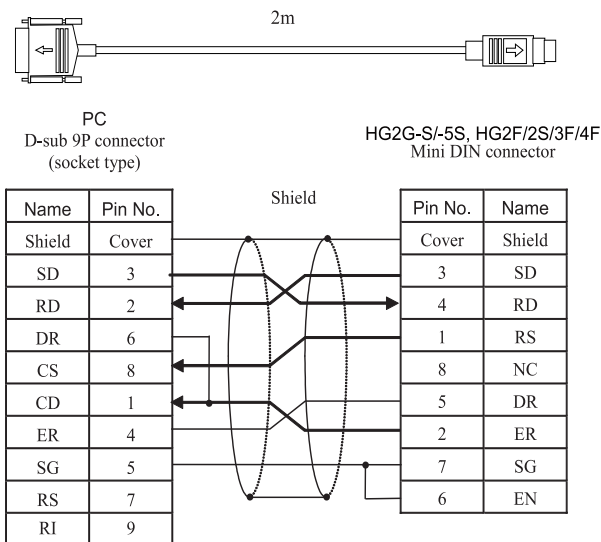 2m
PC
D-sub 9P connector
(socket type)
HG2G-S/-5S, HG2F/2S/3F/4F
Mini DIN connector
Shield
Name Pin No.
Shield Cover
SD 3
RD 2
DR 6
CS 8
CD 1
ER 4
SG 5
RS 7
RI 9
Pin No. Name
Cover Shield
3 SD
4 RD
1 RS
8 NC
5 DR
2 ER
7 SG
6 EN